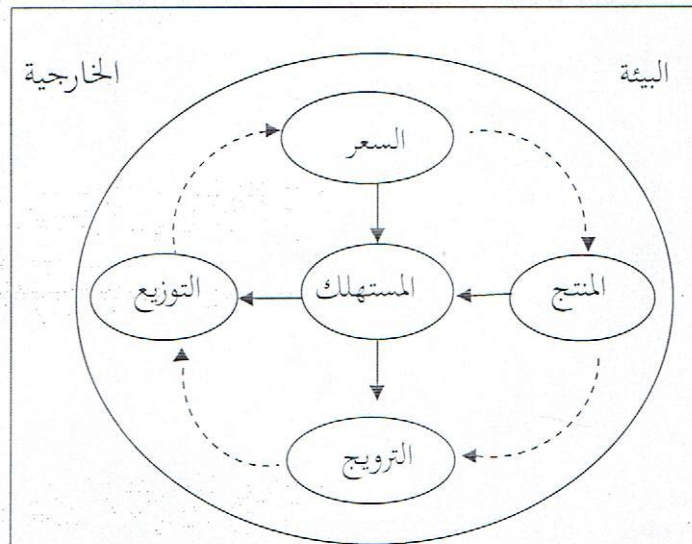 البيئة
الخارجية
السعر
المنتج
المستهلك
التوزيع
الترويج